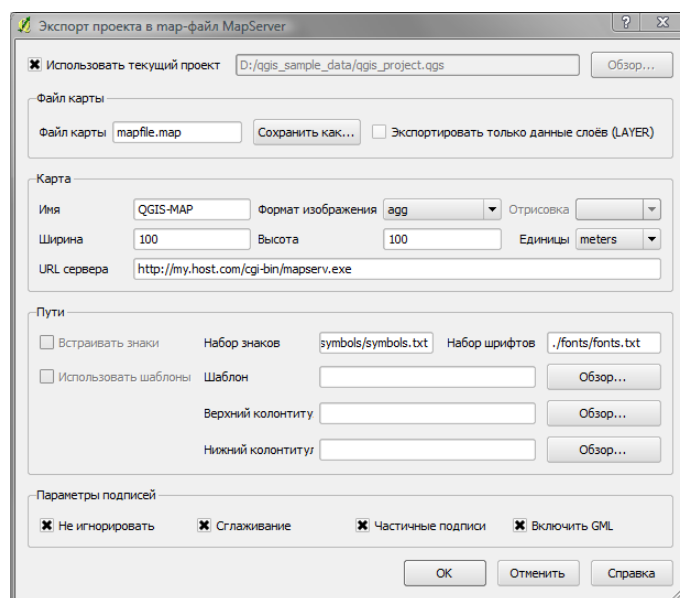 Экспорт проекта в map-файл MapServer
Использовать текущий проект D:/qgis_sample_data/qgis_project.qgs Обзор...
Файл карты
Файл карты mapfile.map Сохранить как... Экспортировать только данные слоёв (LAYER)
Карта
Имя QGIS-MAP Формат изображения agg Отрисовка
Ширина 100 Высота 100 Единицы meters
URL сервера http://my.host.com/cgi-bin/mapserv.exe
Пути
Встраивать знаки Набор знаков symbols/symbols.txt Набор шрифтов ./fonts/fonts.txt
Использовать шаблоны Шаблон Обзор...
Верхний колонтиту Обзор...
Нижний колонтитул Обзор...
Параметры подписей
Не игнорировать Сглаживание Частичные подписи Включить GML
OK Отменить Справка